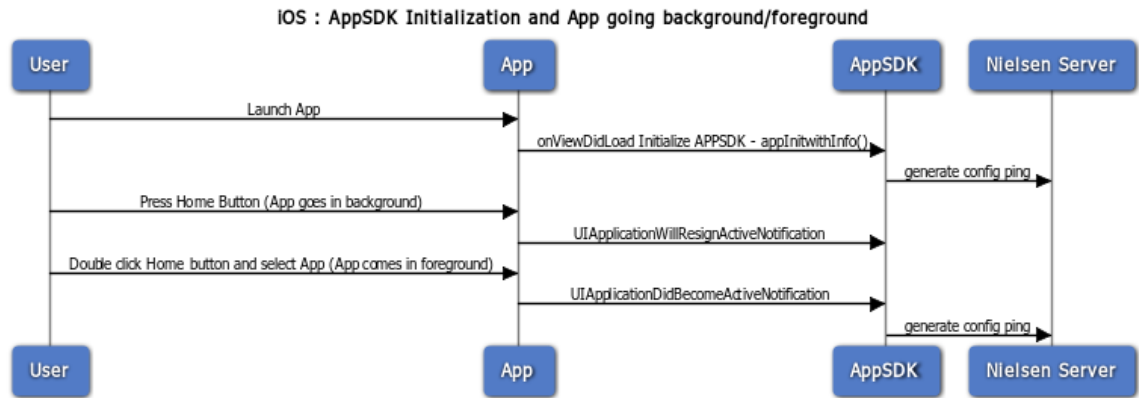 iOS : AppSDK Initialization and App going background/foreground
User
App
AppSDK
Nielsen Server
Launch App
onViewDidLoad Initialize APPSDK - appInitwithInfo()
generate config ping
Press Home Button (App goes in background)
UIApplicationWillResignActiveNotification
Double click Home button and select App (App comes in foreground)
UIApplicationDidBecomeActiveNotification
generate config ping
User
App
AppSDK
Nielsen Server